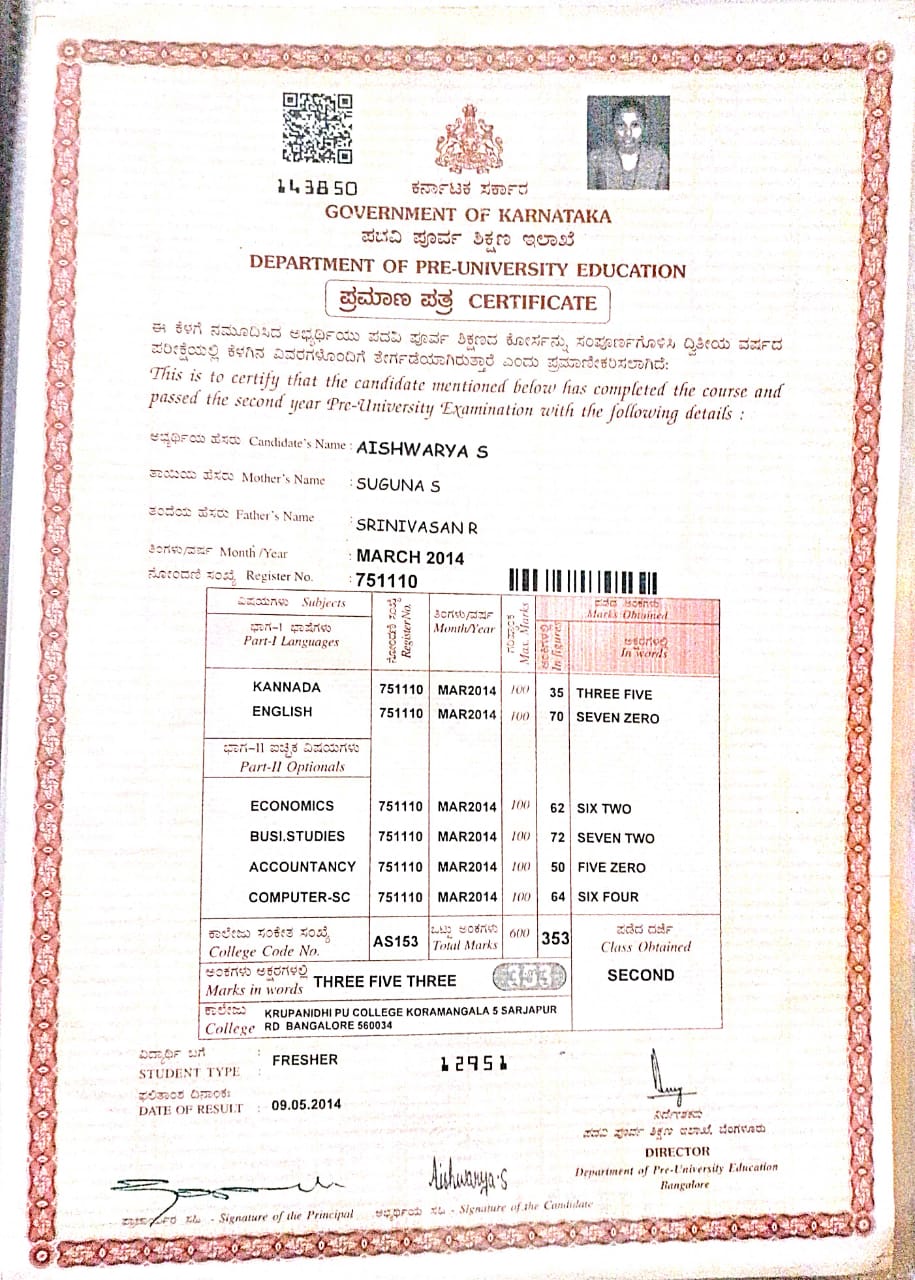 143850
ಕರ್ನಾಟಕ ಸರ್ಕಾರ
GOVERNMENT OF KARNATAKA
ಪದವಿ ಪೂರ್ವ ಶಿಕ್ಷಣ ಇಲಾಖೆ
DEPARTMENT OF PRE-UNIVERSITY EDUCATION
ಪ್ರಮಾಣ ಪತ್ರ CERTIFICATE
ಈ ಕೆಳಗೆ ನಮೂದಿಸಿದ ಅಭ್ಯರ್ಥಿಯು ಪದವಿ ಪೂರ್ವ ಶಿಕ್ಷಣದ ಕೋರ್ಸನ್ನು ಸಂಪೂರ್ಣಗೊಳಿಸಿ ದ್ವಿತೀಯ ವರ್ಷದ
ಪರೀಕ್ಷೆಯಲ್ಲಿ ಕೆಳಗಿನ ವಿವರಗಳೊಂದಿಗೆ ತೇರ್ಗಡೆಯಾಗಿರುತ್ತಾರೆ ಎಂದು ಪ್ರಮಾಣೀಕರಿಸಲಾಗಿದೆ:
This is to certify that the candidate mentioned below has completed the course and
passed the second year Pre-University Examination with the following details :
ಅಭ್ಯರ್ಥಿಯ ಹೆಸರು Candidate's Name : AISHWARYA S
ತಾಯಿಯ ಹೆಸರು Mother's Name : SUGUNA S
ತಂದೆಯ ಹೆಸರು Father's Name : SRINIVASAN R
ತಿಂಗಳು/ವರ್ಷ Month /Year : MARCH 2014
ನೋಂದಣಿ ಸಂಖ್ಯೆ Register No. : 751110
ವಿಷಯಗಳು Subjects ನೋಂದಣಿ ಸಂಖ್ಯೆ Register No. ತಿಂಗಳು/ವರ್ಷ Month/Year ಗರಿಷ್ಠಾಂಕ Max. Marks ಪಡೆದ ಅಂಕಗಳು Marks Obtained
ಭಾಗ-I ಭಾಷೆಗಳು ಅಂಕಿಗಳಲ್ಲಿ In figures ಅಕ್ಷರಗಳಲ್ಲಿ In words
Part-I Languages
KANNADA 751110 MAR2014 100 35 THREE FIVE
ENGLISH 751110 MAR2014 100 70 SEVEN ZERO
ಭಾಗ-II ಐಚ್ಛಿಕ ವಿಷಯಗಳು
Part-II Optionals
ECONOMICS 751110 MAR2014 100 62 SIX TWO
BUSI.STUDIES 751110 MAR2014 100 72 SEVEN TWO
ACCOUNTANCY 751110 MAR2014 100 50 FIVE ZERO
COMPUTER-SC 751110 MAR2014 100 64 SIX FOUR
ಕಾಲೇಜು ಸಂಕೇತ ಸಂಖ್ಯೆ ಒಟ್ಟು ಅಂಕಗಳು ಪಡೆದ ದರ್ಜೆ
College Code No. AS153 Total Marks 600 353 Class Obtained
ಅಂಕಗಳು ಅಕ್ಷರಗಳಲ್ಲಿ
Marks in words THREE FIVE THREE SECOND
ಕಾಲೇಜು KRUPANIDHI PU COLLEGE KORAMANGALA 5 SARJAPUR
College RD BANGALORE 560034
ವಿದ್ಯಾರ್ಥಿ ಬಗೆ
STUDENT TYPE : FRESHER 12951
ಫಲಿತಾಂಶ ದಿನಾಂಕ:
DATE OF RESULT : 09.05.2014
ನಿರ್ದೇಶಕರು
ಪದವಿ ಪೂರ್ವ ಶಿಕ್ಷಣ ಇಲಾಖೆ, ಬೆಂಗಳೂರು
DIRECTOR
Department of Pre-University Education
Bangalore
Aishwarya.S
ಪ್ರಾಚಾರ್ಯರ ಸಹಿ - Signature of the Principal ಅಭ್ಯರ್ಥಿಯ ಸಹಿ - Signature of the Candidate